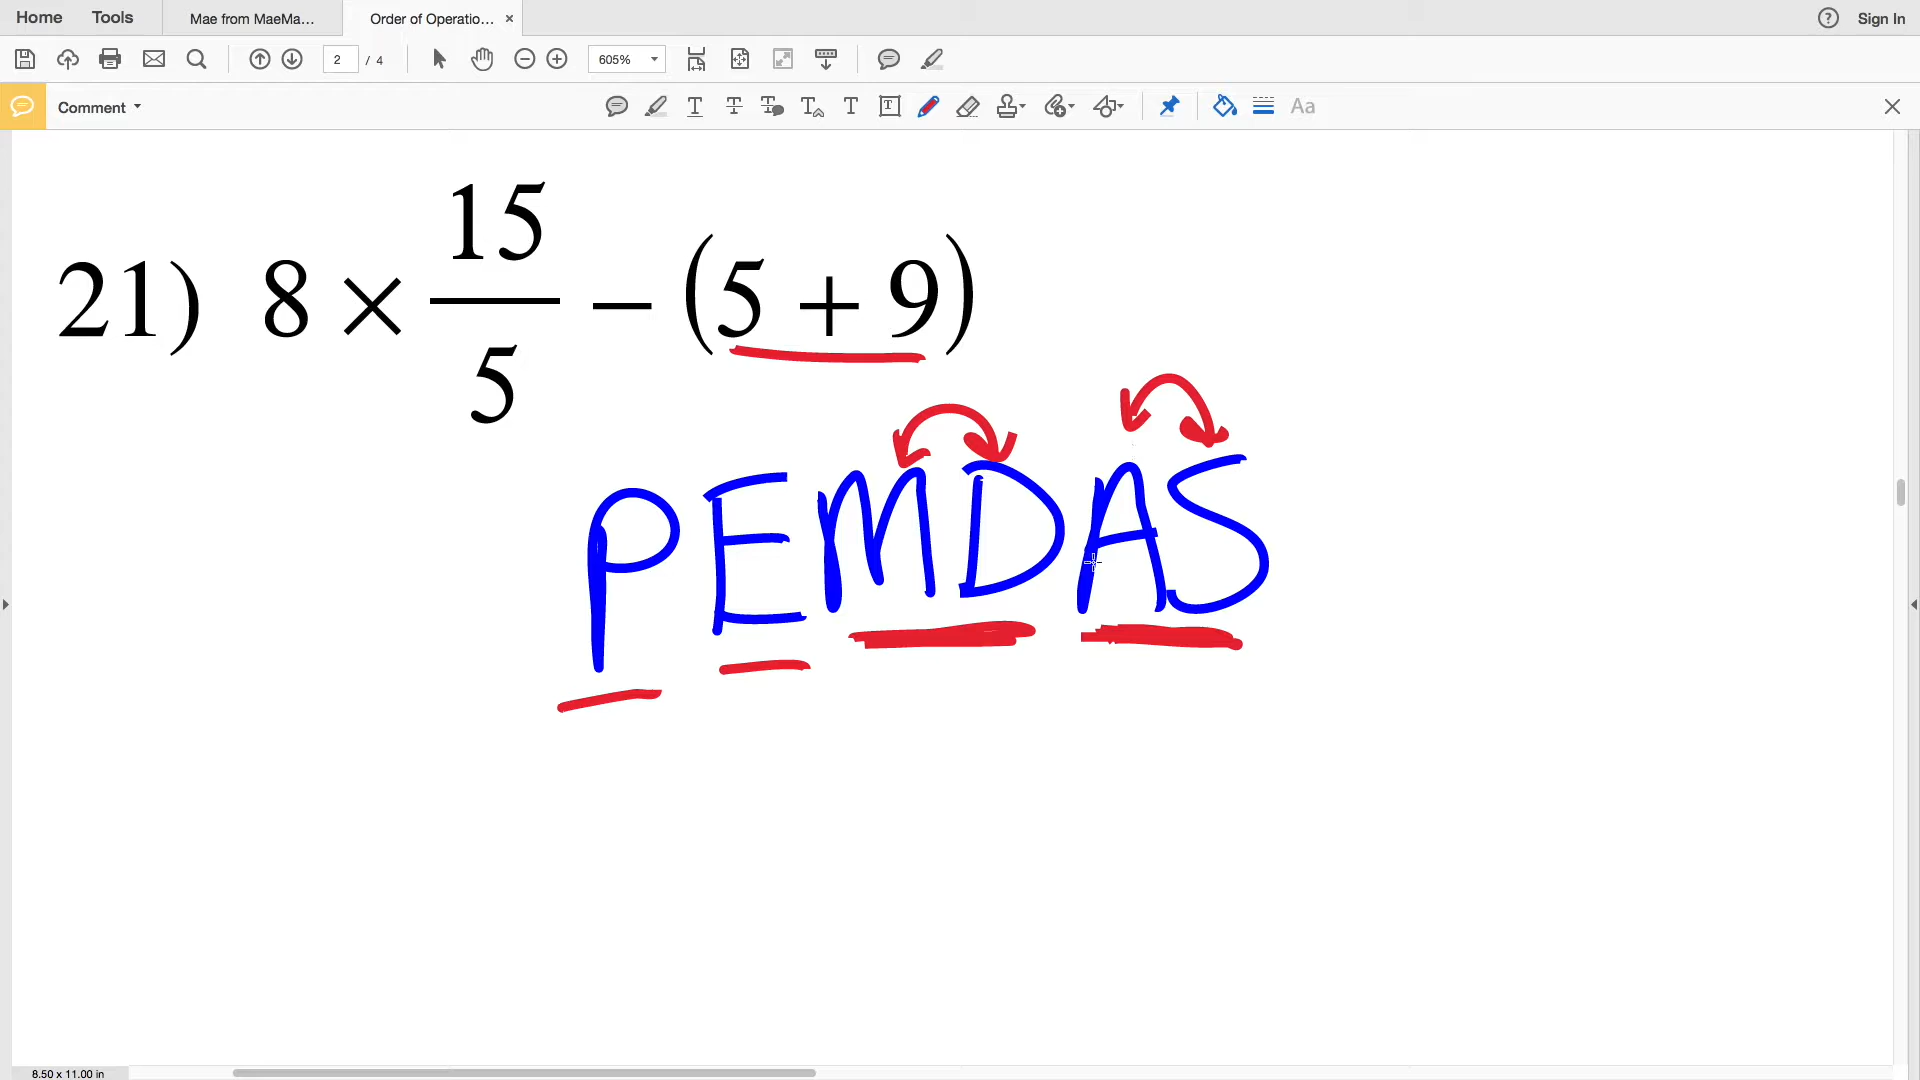 Home Tools Mae from MaeMa... Order of Operatio... × ? Sign In
2 / 4 605%
Comment T T T T T T Aa
21) 8 × 15/5 − (5 + 9)
PEMDAS
8.50 x 11.00 in